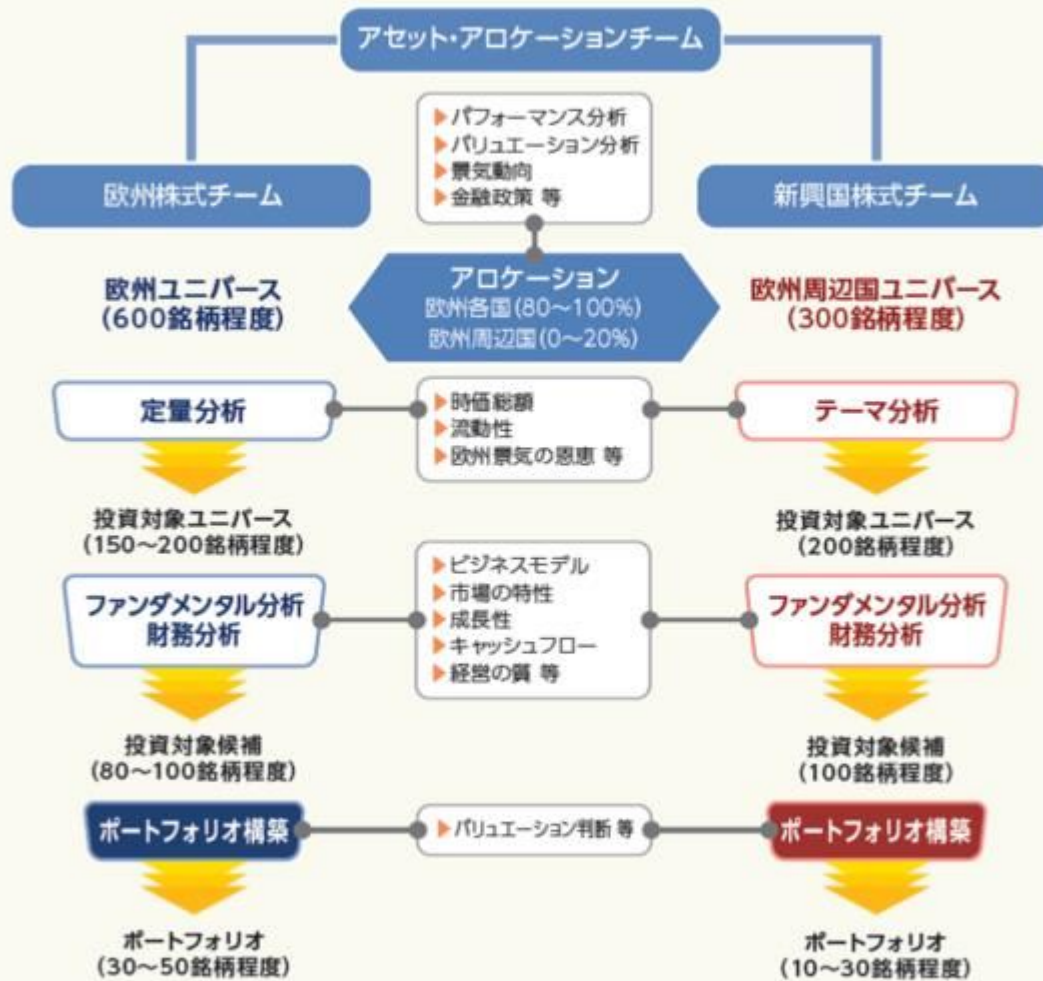 アセット・アロケーションチーム
▶パフォーマンス分析
▶バリュエーション分析
▶景気動向
▶金融政策 等
欧州株式チーム
新興国株式チーム
アロケーション
欧州各国(80～100%)
欧州周辺国(0～20%)
欧州ユニバース
(600銘柄程度)
欧州周辺国ユニバース
(300銘柄程度)
定量分析
▶時価総額
▶流動性
▶欧州景気の恩恵 等
テーマ分析
投資対象ユニバース
(150～200銘柄程度)
投資対象ユニバース
(200銘柄程度)
ファンダメンタル分析
財務分析
▶ビジネスモデル
▶市場の特性
▶成長性
▶キャッシュフロー
▶経営の質 等
ファンダメンタル分析
財務分析
投資対象候補
(80～100銘柄程度)
投資対象候補
(100銘柄程度)
ポートフォリオ構築
▶バリュエーション判断 等
ポートフォリオ構築
ポートフォリオ
(30～50銘柄程度)
ポートフォリオ
(10～30銘柄程度)